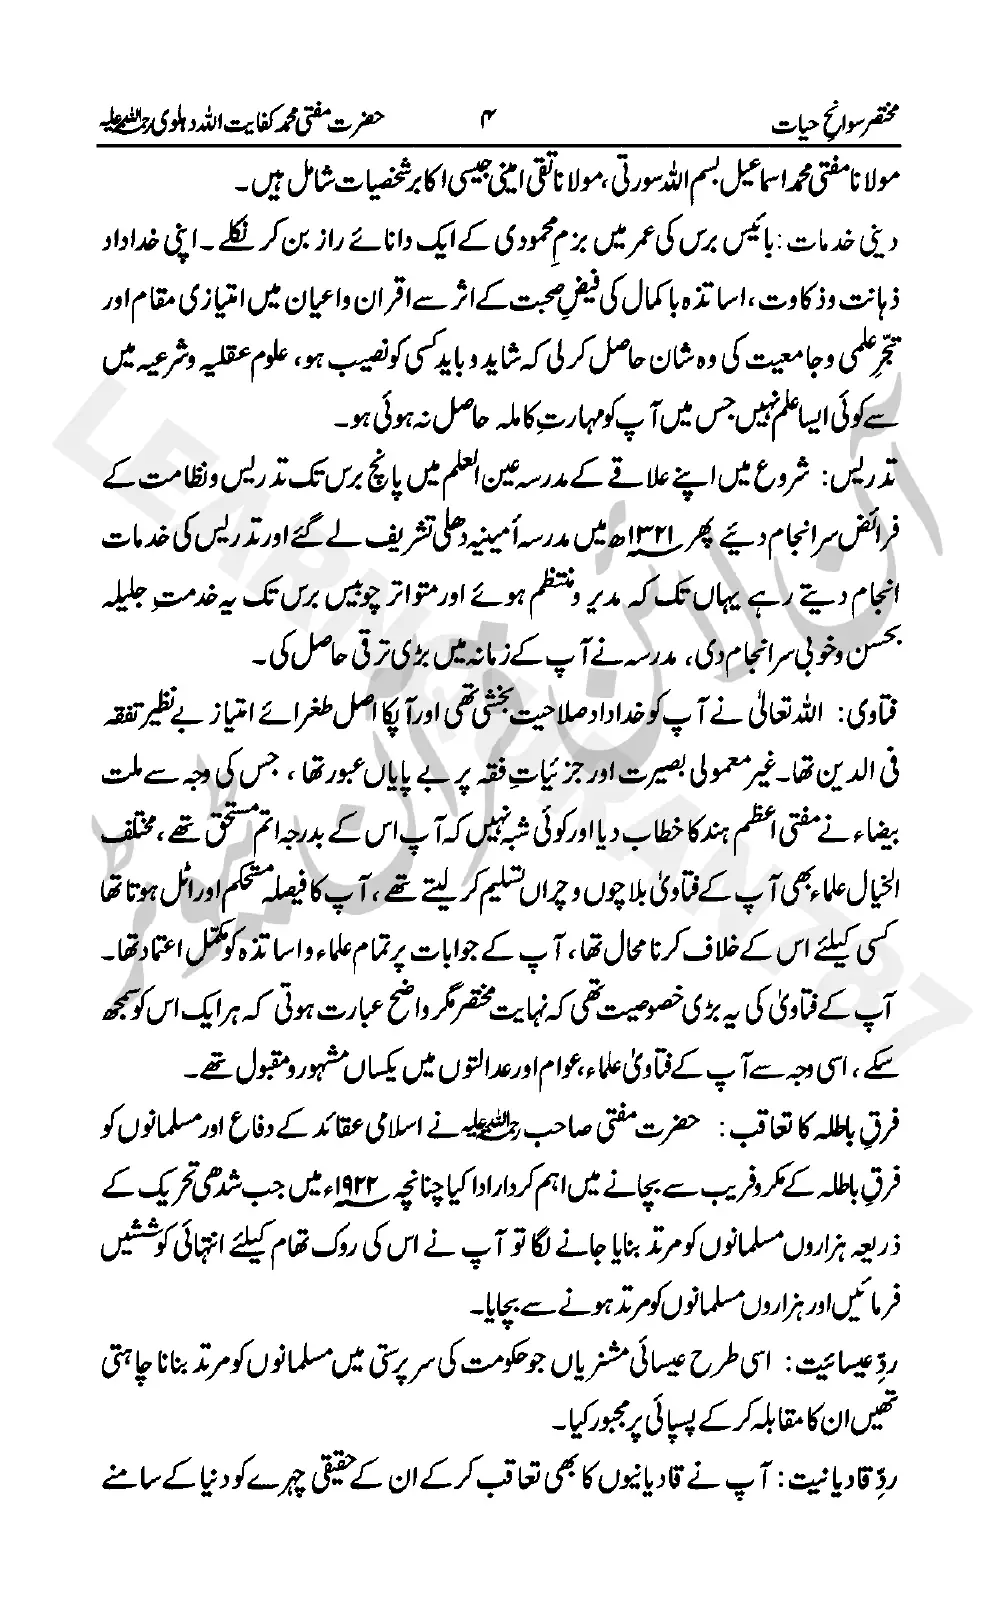 مختصر سوانح حیات ۴ حضرت مفتی محمد کفایت اللہ دہلوی رحمۃ اللہ علیہ
مولانا مفتی محمد اسماعیل بسم اللہ سورتی، مولانا تقی امینی جیسی اکابر شخصیات شامل ہیں۔
دینی خدمات: بائیس برس کی عمر میں بزمِ محمودی کے ایک دانائے راز بن کر نکلے۔ اپنی خداداد
ذہانت وذکاوت، اساتذہ باکمال کی فیضِ صحبت کے اثر سے اقران واعیان میں امتیازی مقام اور
تبحّرِ علمی وجامعیت کی وہ شان حاصل کرلی کہ شاید وباید کسی کو نصیب ہو، علوم عقلیہ وشرعیہ میں
سے کوئی ایسا علم نہیں جس میں آپ کو مہارتِ کاملہ حاصل نہ ہوئی ہو۔
تدریس: شروع میں اپنے علاقے کے مدرسہ عین العلم میں پانچ برس تک تدریس ونظامت کے
فرائض سرانجام دئیے پھر ۱۳۲۱ھ میں مدرسہ أمینیہ دھلی تشریف لے گئے اور تدریس کی خدمات
انجام دیتے رہے یہاں تک کہ مدیر ومنتظم ہوئے اور متواتر چوبیس برس تک یہ خدمتِ جلیلہ
بحسن وخوبی سرانجام دی، مدرسہ نے آپ کے زمانہ میں بڑی ترقی حاصل کی۔
فتاوی: اللہ تعالیٰ نے آپ کو خداداد صلاحیت بخشی تھی اور آپکا اصل طغرائے امتیاز بے نظیر تفقہ
فی الدین تھا۔ غیر معمولی بصیرت اور جزئیاتِ فقہ پر بے پایاں عبور تھا، جس کی وجہ سے ملت
بیضاء نے مفتی اعظم ہند کا خطاب دیا اور کوئی شبہ نہیں کہ آپ اس کے بدرجہ اتم مستحق تھے، مختلف
الخیال علماء بھی آپ کے فتاویٰ بلاچوں وچراں تسلیم کرلیتے تھے، آپ کا فیصلہ مستحکم اور اٹل ہوتا تھا
کسی کیلئے اس کے خلاف کرنا محال تھا، آپ کے جوابات پر تمام علماء واساتذہ کو مکمل اعتماد تھا۔
آپ کے فتاویٰ کی یہ بڑی خصوصیت تھی کہ نہایت مختصر مگر واضح عبارت ہوتی کہ ہر ایک اس کو سمجھ
سکے، اسی وجہ سے آپ کے فتاویٰ علماء، عوام اور عدالتوں میں یکساں مشہور ومقبول تھے۔
فرقِ باطلہ کا تعاقب: حضرت مفتی صاحب رحمۃ اللہ علیہ نے اسلامی عقائد کے دفاع اور مسلمانوں کو
فرقِ باطلہ کے مکر وفریب سے بچانے میں اہم کردار ادا کیا چنانچہ ۱۹۲۲ء میں جب شدھی تحریک کے
ذریعہ ہزاروں مسلمانوں کو مرتد بنایا جانے لگا تو آپ نے اس کی روک تھام کیلئے انتہائی کوششیں
فرمائیں اور ہزاروں مسلمانوں کو مرتد ہونے سے بچایا۔
ردِّ عیسائیت: اسی طرح عیسائی مشنریاں جو حکومت کی سرپرستی میں مسلمانوں کو مرتد بنانا چاہتی
تھیں ان کا مقابلہ کرکے پسپائی پر مجبور کیا۔
ردِّ قادیانیت: آپ نے قادیانیوں کا بھی تعاقب کرکے ان کے حقیقی چہرے کو دنیا کے سامنے